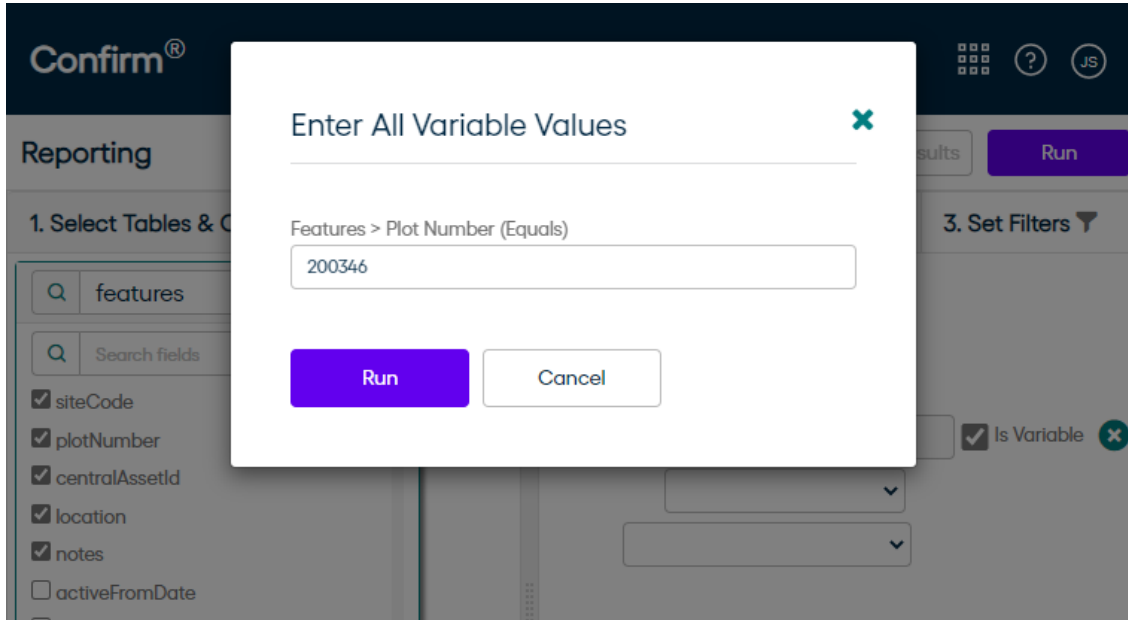 Confirm®
JS
Reporting
sults
Run
1. Select Tables & C
3. Set Filters
Enter All Variable Values
Features > Plot Number (Equals)
200346
Run
Cancel
features
Search fields
siteCode
plotNumber
centralAssetId
location
notes
activeFromDate
Is Variable